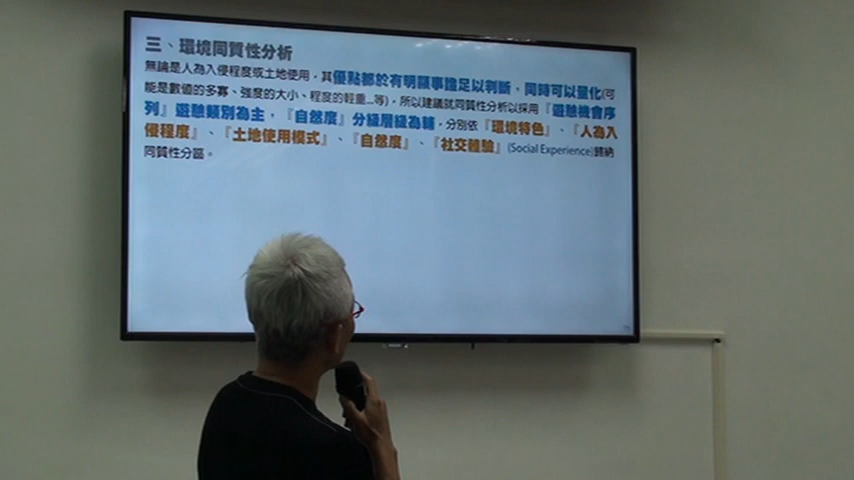 三、環境同質性分析
無論是人為入侵程度或土地使用，其優點都於有明顯事證足以判斷，同時可以量化(可
能是數值的多寡、強度的大小、程度的輕重...等)，所以建議就同質性分析以採用『遊憩機會序
列』遊憩類別為主，『自然度』分級層級為輔，分別依『環境特色』、『人為入
侵程度』、『土地使用模式』、『自然度』、『社交體驗』(Social Experience)歸納
同質性分區。